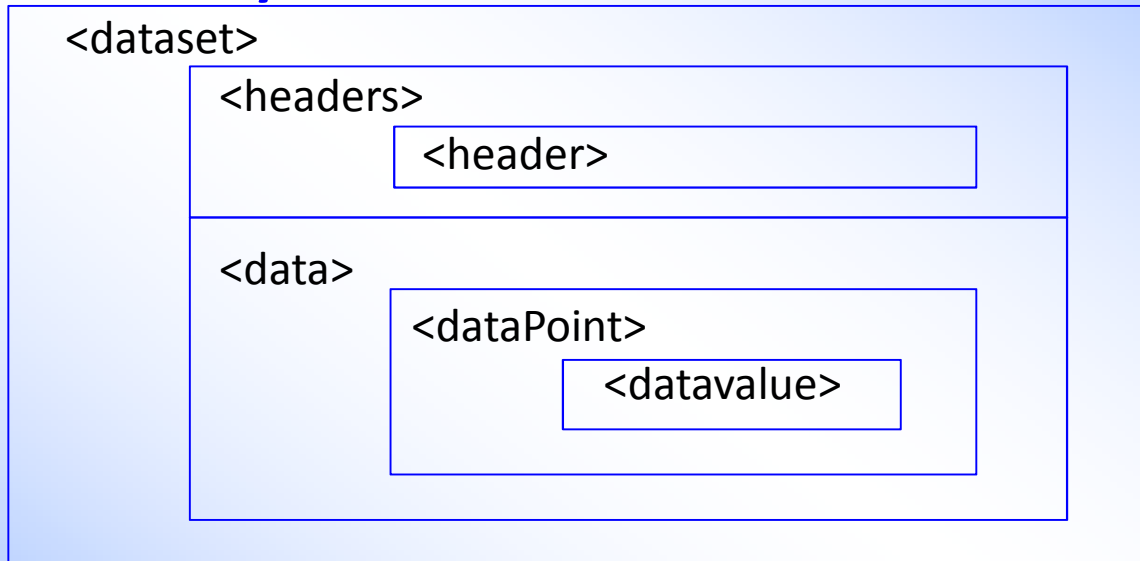 <dataset>
<headers>
<header>
<data>
<dataPoint>
<datavalue>